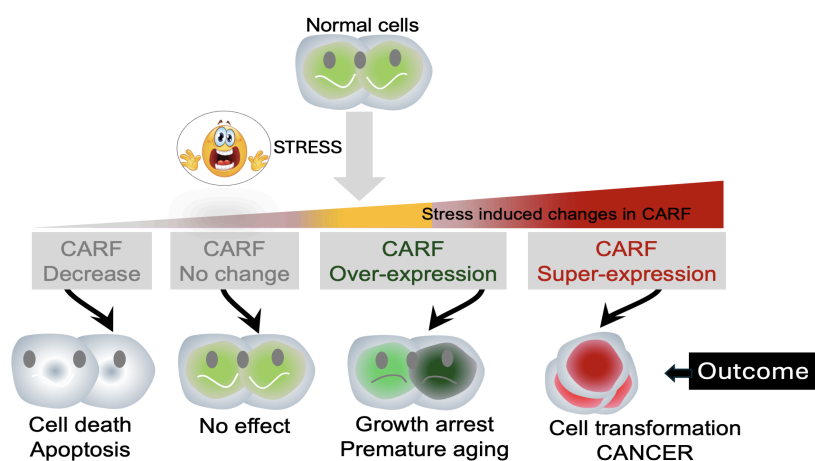 Normal cells
STRESS
Stress induced changes in CARF
CARF
Decrease
CARF
No change
CARF
Over-expression
CARF
Super-expression
Outcome
Cell death
Apoptosis
No effect
Growth arrest
Premature aging
Cell transformation
CANCER